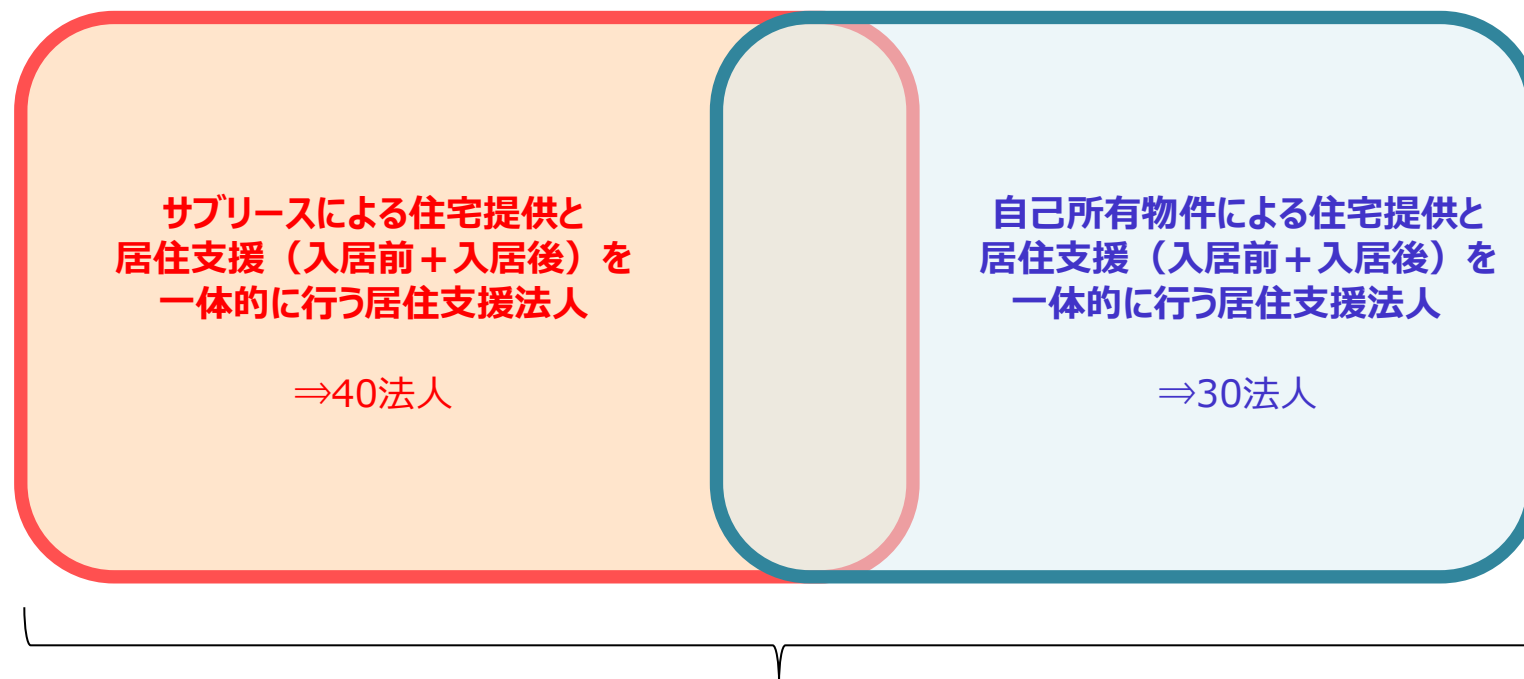 サブリースによる住宅提供と
居住支援（入居前＋入居後）を
一体的に行う居住支援法人
⇒40法人
自己所有物件による住宅提供と
居住支援（入居前＋入居後）を
一体的に行う居住支援法人
⇒30法人